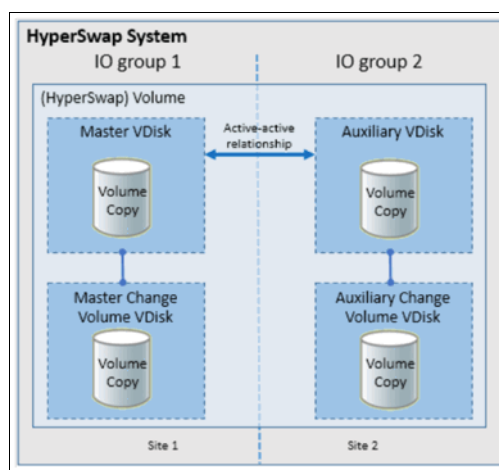 HyperSwap System
IO group 1
IO group 2
(HyperSwap) Volume
Master VDisk
Active-active
relationship
Auxiliary VDisk
Volume
Copy
Volume
Copy
Master Change
Volume VDisk
Auxiliary Change
Volume VDisk
Volume
Copy
Volume
Copy
Site 1
Site 2